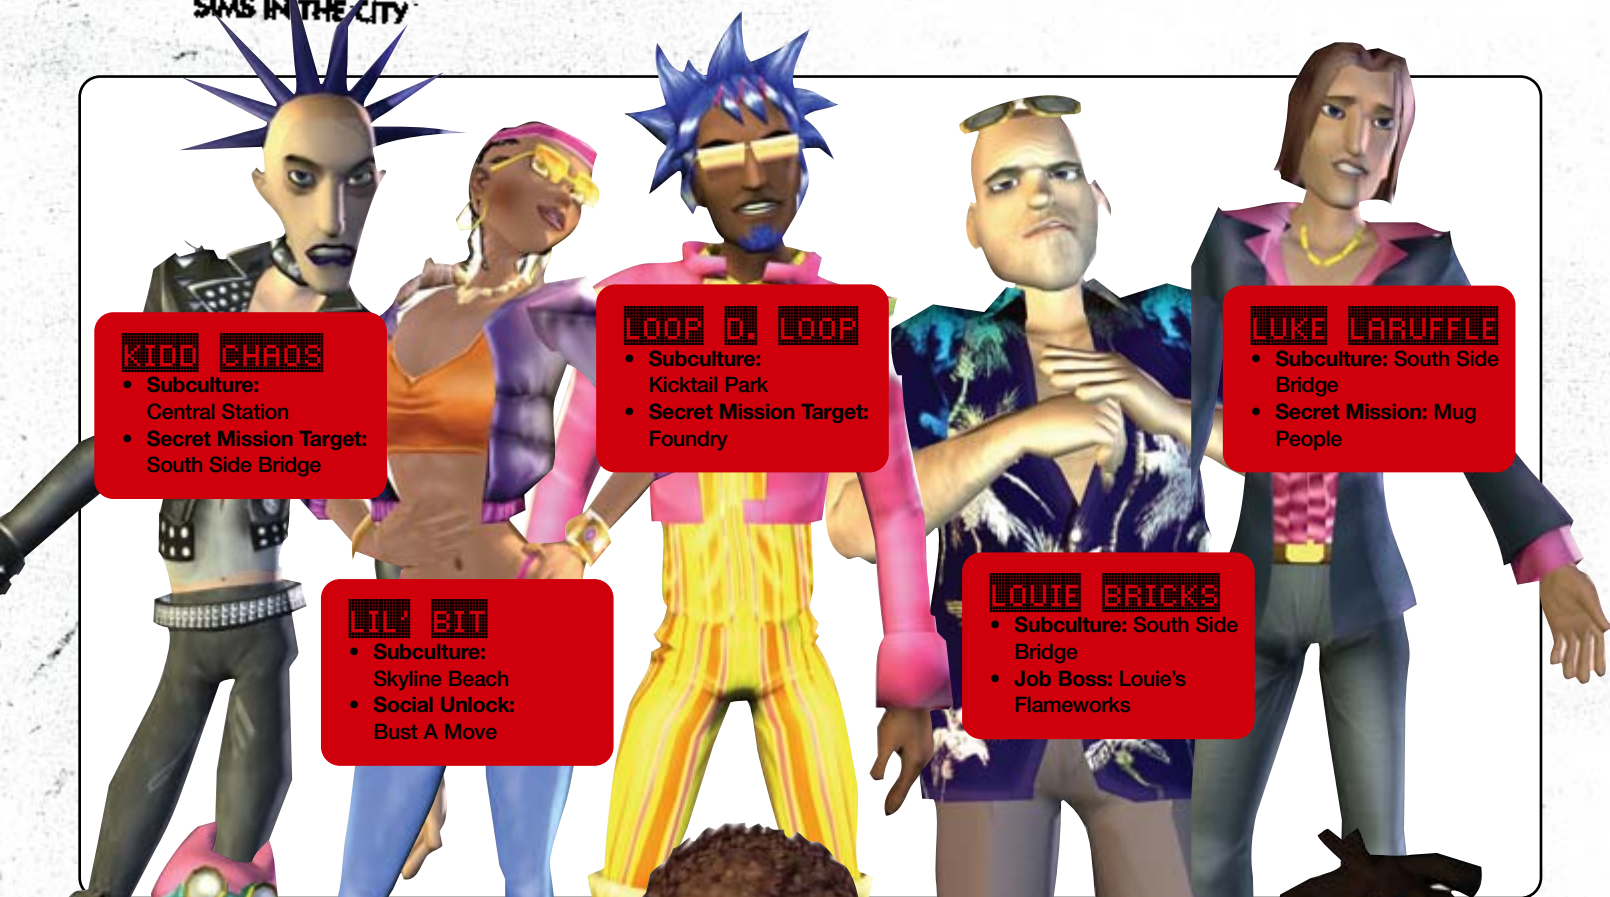 SIMS IN THE CITY
KIDD CHAOS
• Subculture:
Central Station
• Secret Mission Target:
South Side Bridge
LIL' BIT
• Subculture:
Skyline Beach
• Social Unlock:
Bust A Move
LOOP D. LOOP
• Subculture:
Kicktail Park
• Secret Mission Target:
Foundry
LOUIE BRICKS
• Subculture: South Side
Bridge
• Job Boss: Louie's
Flameworks
LUKE LARUFFLE
• Subculture: South Side
Bridge
• Secret Mission: Mug
People